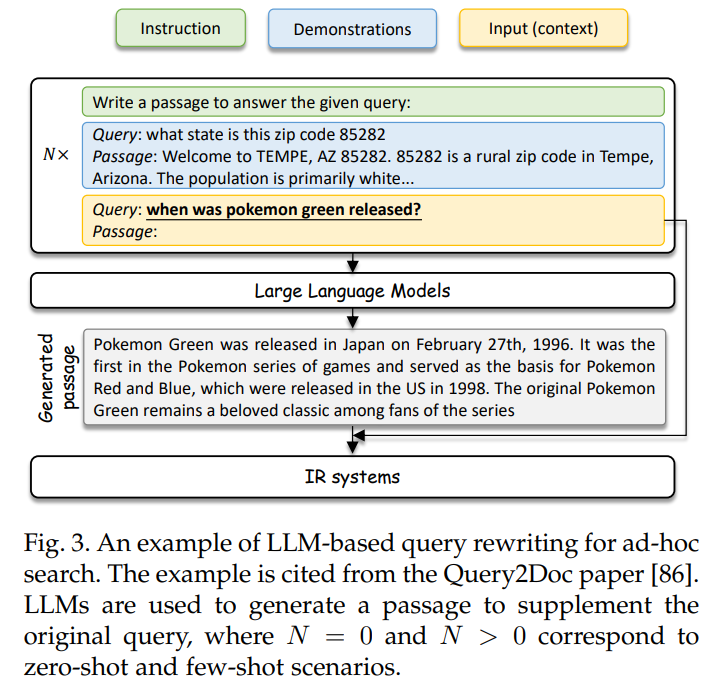 Instruction
Demonstrations
Input (context)
Write a passage to answer the given query:
N×
Query: what state is this zip code 85282
Passage: Welcome to TEMPE, AZ 85282. 85282 is a rural zip code in Tempe,
Arizona. The population is primarily white...
Query: when was pokemon green released?
Passage:
Large Language Models
Generated
passage
Pokemon Green was released in Japan on February 27th, 1996. It was the
first in the Pokemon series of games and served as the basis for Pokemon
Red and Blue, which were released in the US in 1998. The original Pokemon
Green remains a beloved classic among fans of the series
IR systems
Fig. 3. An example of LLM-based query rewriting for ad-hoc
search. The example is cited from the Query2Doc paper [86].
LLMs are used to generate a passage to supplement the
original query, where N = 0 and N > 0 correspond to
zero-shot and few-shot scenarios.